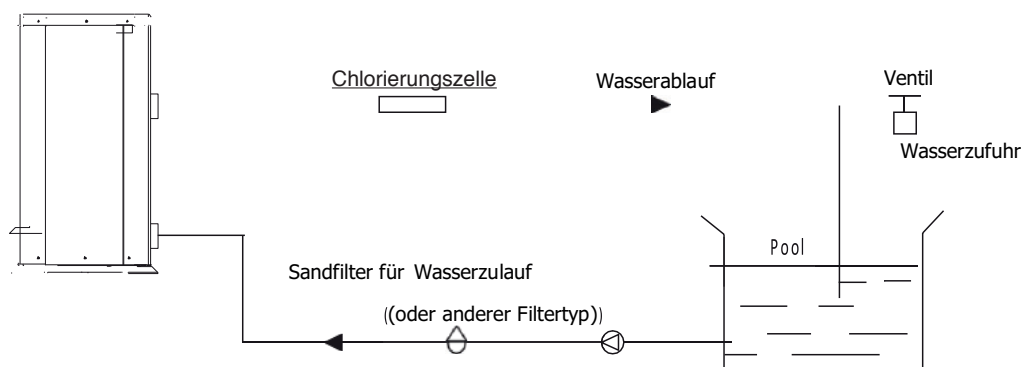 Chlorierungszelle
Wasserablauf
Ventil
Wasserzufuhr
Pool
Sandfilter für Wasserzulauf
((oder anderer Filtertyp))